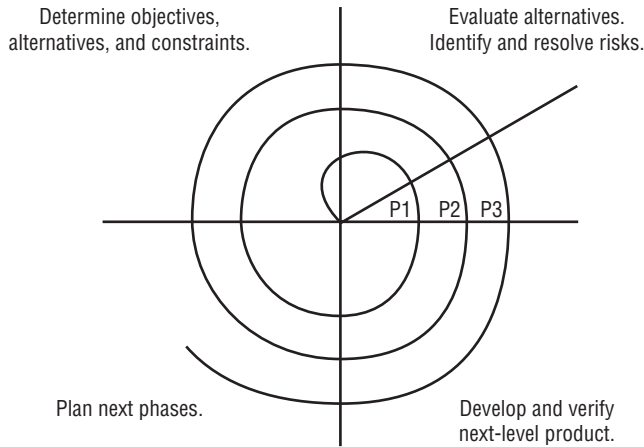 Determine objectives,
alternatives, and constraints.
Evaluate alternatives.
Identify and resolve risks.
P1 P2 P3
Plan next phases.
Develop and verify
next-level product.